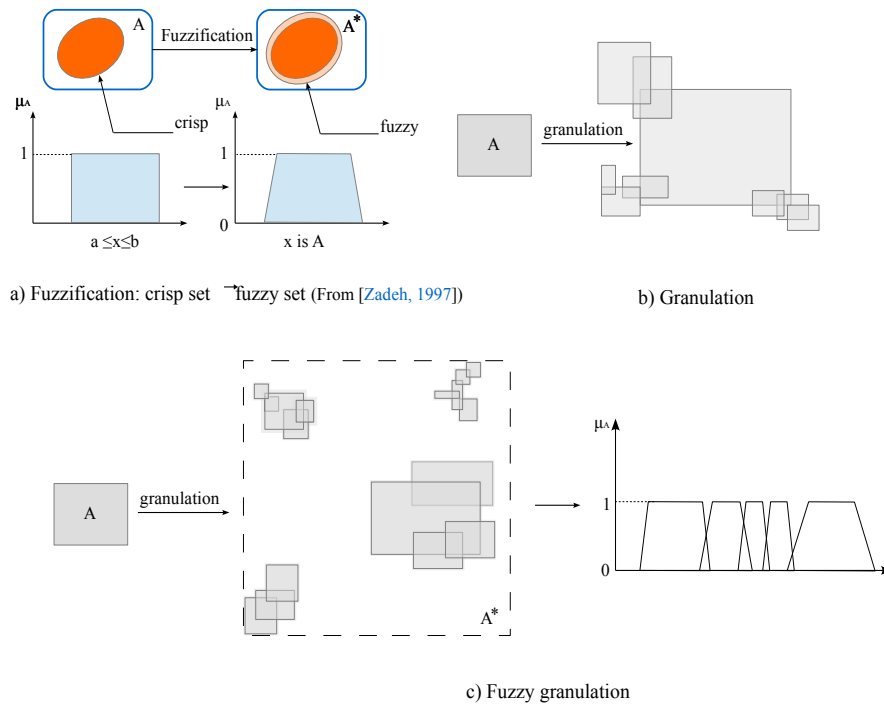 A
Fuzzification
A*
μA
crisp
μA
fuzzy
1
1
0
a ≤x≤b
x is A
a) Fuzzification: crisp set → fuzzy set (From [Zadeh, 1997])
A
granulation
b) Granulation
A
granulation
A*
μA
1
0
c) Fuzzy granulation